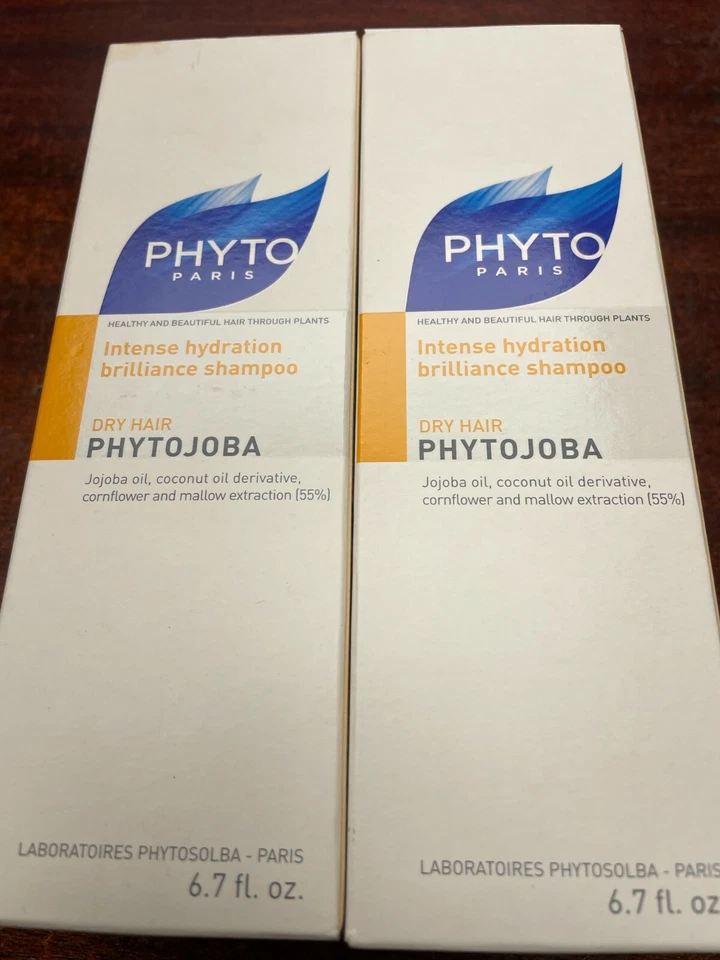 PHYTO
PARIS
HEALTHY AND BEAUTIFUL HAIR THROUGH PLANTS
Intense hydration
brilliance shampoo
DRY HAIR
PHYTOJOBA
Jojoba oil, coconut oil derivative,
cornflower and mallow extraction (55%)
LABORATOIRES PHYTOSOLBA - PARIS
6.7 fl. oz.
PHYTO
PARIS
HEALTHY AND BEAUTIFUL HAIR THROUGH PLANTS
Intense hydration
brilliance shampoo
DRY HAIR
PHYTOJOBA
Jojoba oil, coconut oil derivative,
cornflower and mallow extraction (55%)
LABORATOIRES PHYTOSOLBA - PARIS
6.7 fl. oz